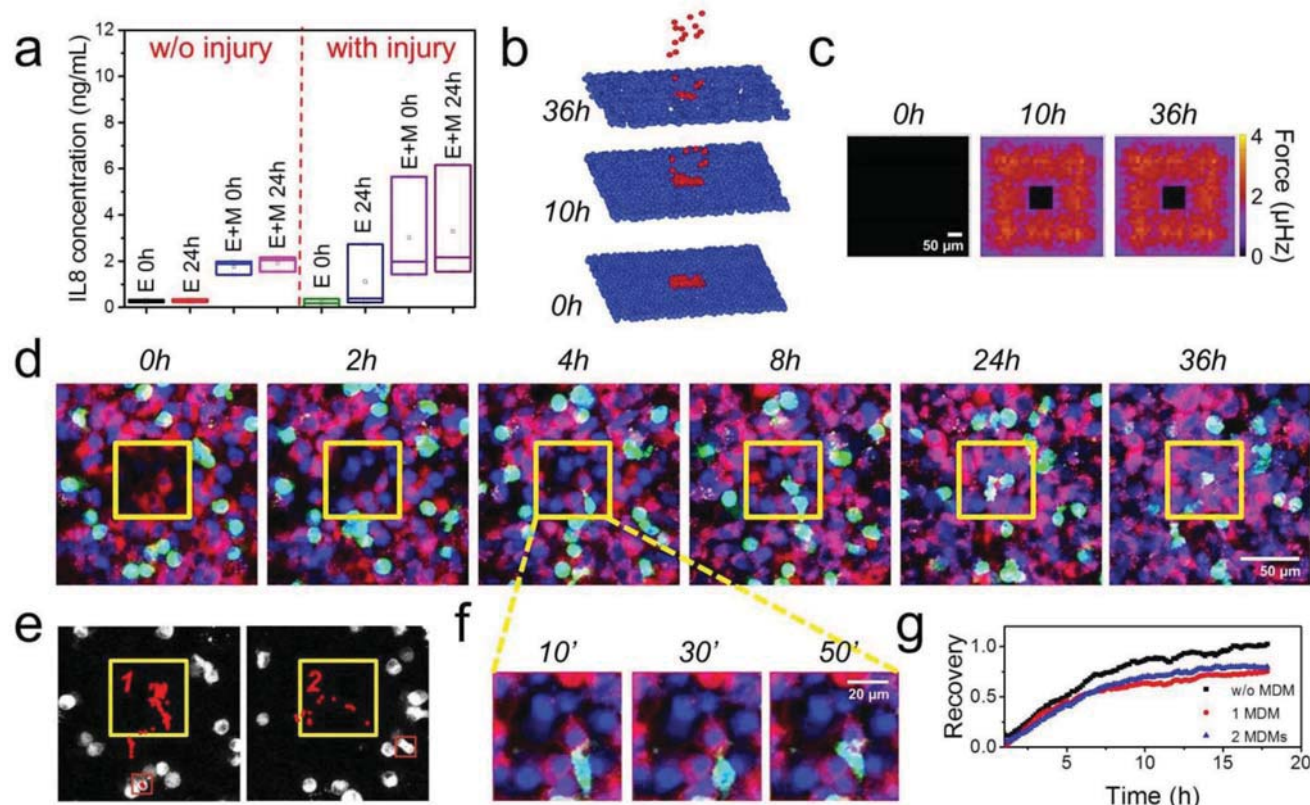 a
w/o injury
with injury
IL8 concentration (ng/mL)
12
10
8
6
4
2
0
E 0h
E 24h
E+M 0h
E+M 24h
E 0h
E 24h
E+M 0h
E+M 24h
b
36h
10h
0h
c
0h
10h
36h
50 µm
4
2
0
Force (µHz)
d
0h
2h
4h
8h
24h
36h
50 µm
e
1
2
f
10'
30'
50'
20 µm
g
Recovery
1.0
0.5
0.0
w/o MDM
1 MDM
2 MDMs
5
10
15
20
Time (h)